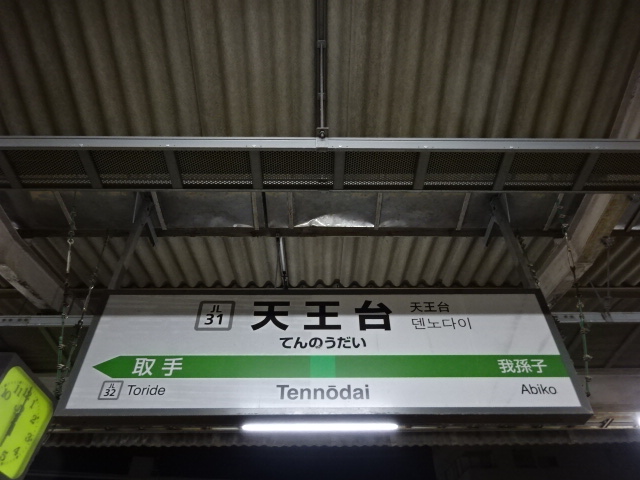 JL
31
天王台
天王台
덴노다이
てんのうだい
取手
我孫子
JL
32
Toride
Tennōdai
Abiko